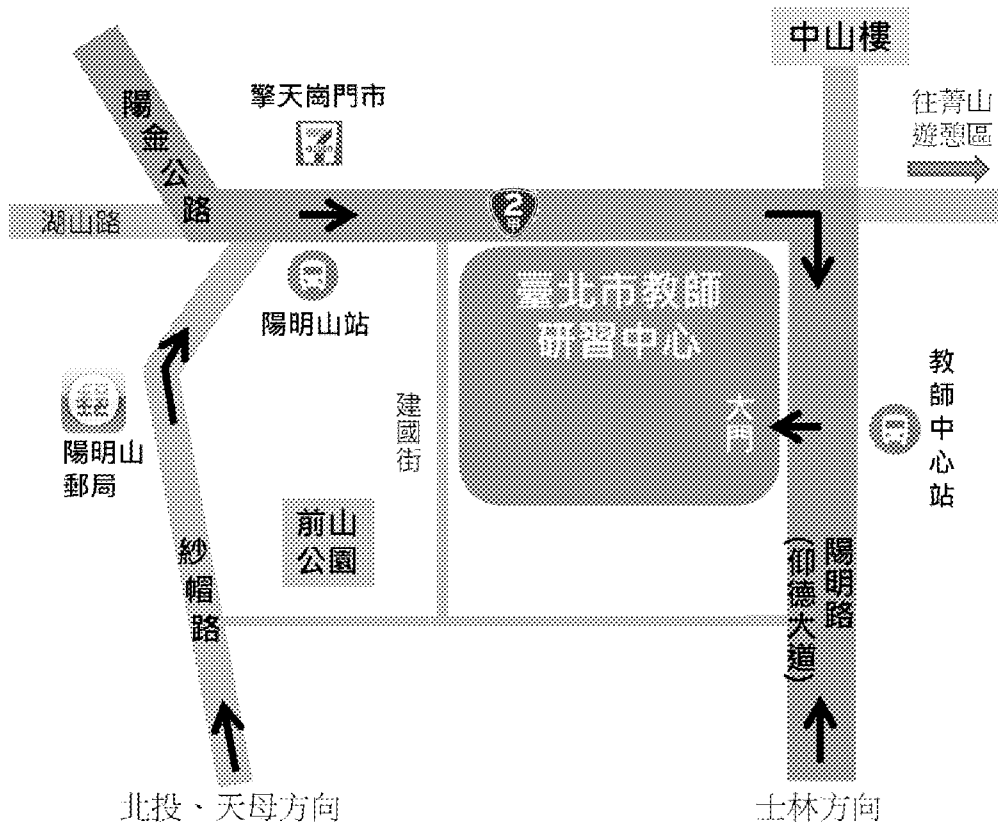 中山樓
陽金公路
擎天崗門市
往菁山
遊憩區
湖山路
2
甲
陽明山站
臺北市教師
研習中心
大門
建國街
教師中心站
陽明山
郵局
前山
公園
紗帽路
陽明路
(仰德大道)
北投、天母方向
士林方向